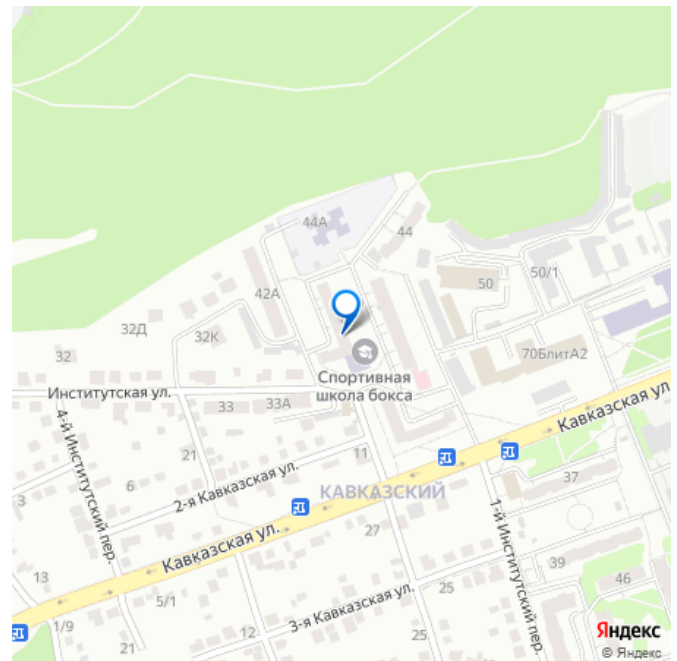 44А
44
50/1
50
42А
32Д
32К
32
70БлитА2
Спортивная
школа бокса
Институтская ул.
33
33А
Кавказская ул
4-й Институтский пер.
21
11
6
2-я Кавказская ул.
3
КАВКАЗСКИЙ
37
27
Кавказская ул.
1-й Институтский пер.
39
46
13
25
5/1
3-я Кавказская ул.
1/9
12
25
21
Яндекс
© Яндекс